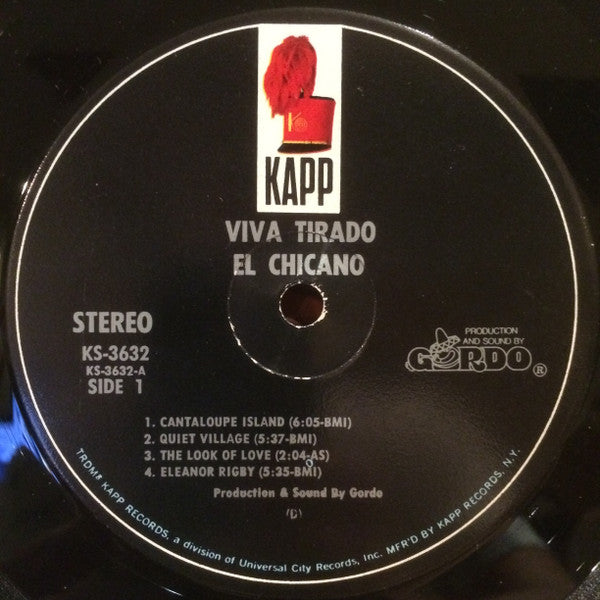 KAPP
VIVA TIRADO
EL CHICANO
STEREO
KS-3632
KS-3632-A
SIDE 1
PRODUCTION
AND SOUND BY
GORDO ®
1. CANTALOUPE ISLAND (6:05-BMI)
2. QUIET VILLAGE (5:37-BMI)
3. THE LOOK OF LOVE (2:04-AS)
4. ELEANOR RIGBY (5:35-BMI)
Production & Sound By Gordo
TRDMK KAPP RECORDS, a division of Universal City Records, Inc. MFR'D BY KAPP RECORDS, N.Y.